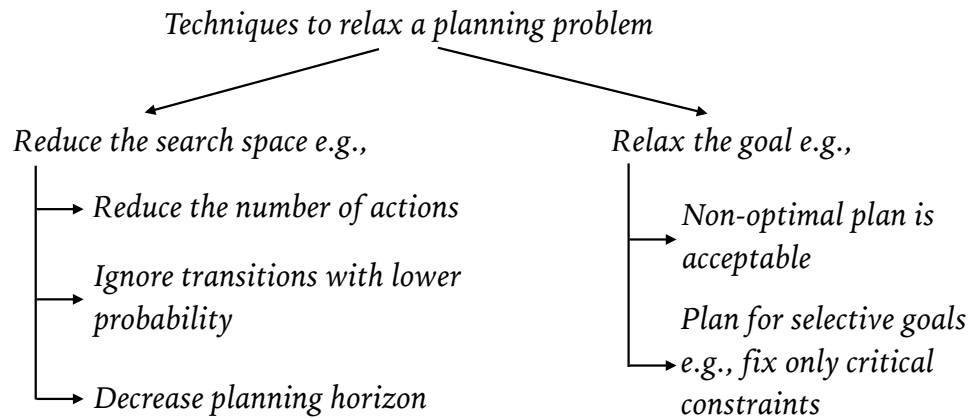 Techniques to relax a planning problem
Reduce the search space e.g.,
Reduce the number of actions
Ignore transitions with lower
probability
Decrease planning horizon
Relax the goal e.g.,
Non-optimal plan is
acceptable
Plan for selective goals
e.g., fix only critical
constraints